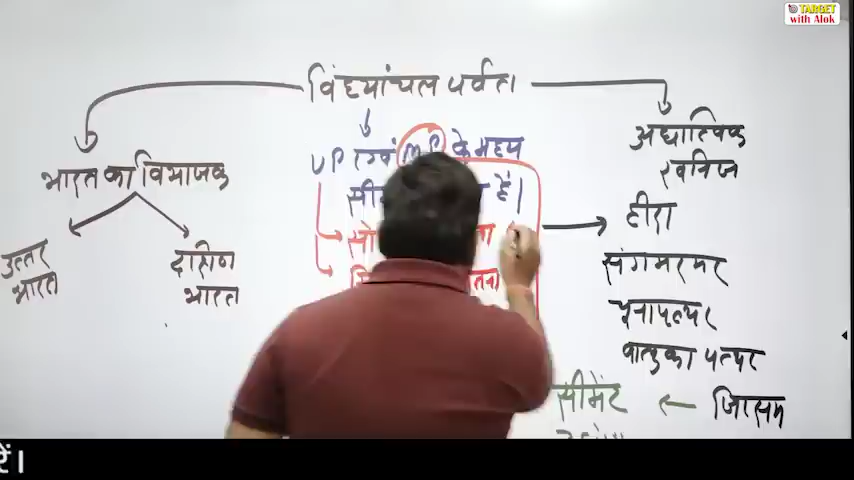 TARGET
with Alok
विंध्यांचल पर्वत
UP एवं M.P के मध्य
है।
भारत का विभाजक
उत्तर
भारत
दक्षिण
भारत
अधात्विक
खनिज
हीरा
संगमरमर
चूनापत्थर
बालुका पत्थर
जिप्सम
सीमेंट
रें।